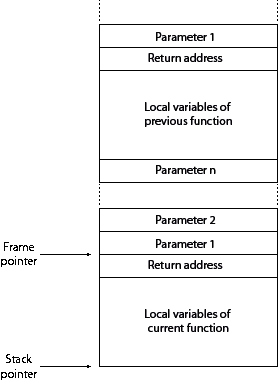 Parameter 1
Return address
Local variables of
previous function
Parameter n
Parameter 2
Frame
pointer
Parameter 1
Return address
Local variables of
current function
Stack
pointer